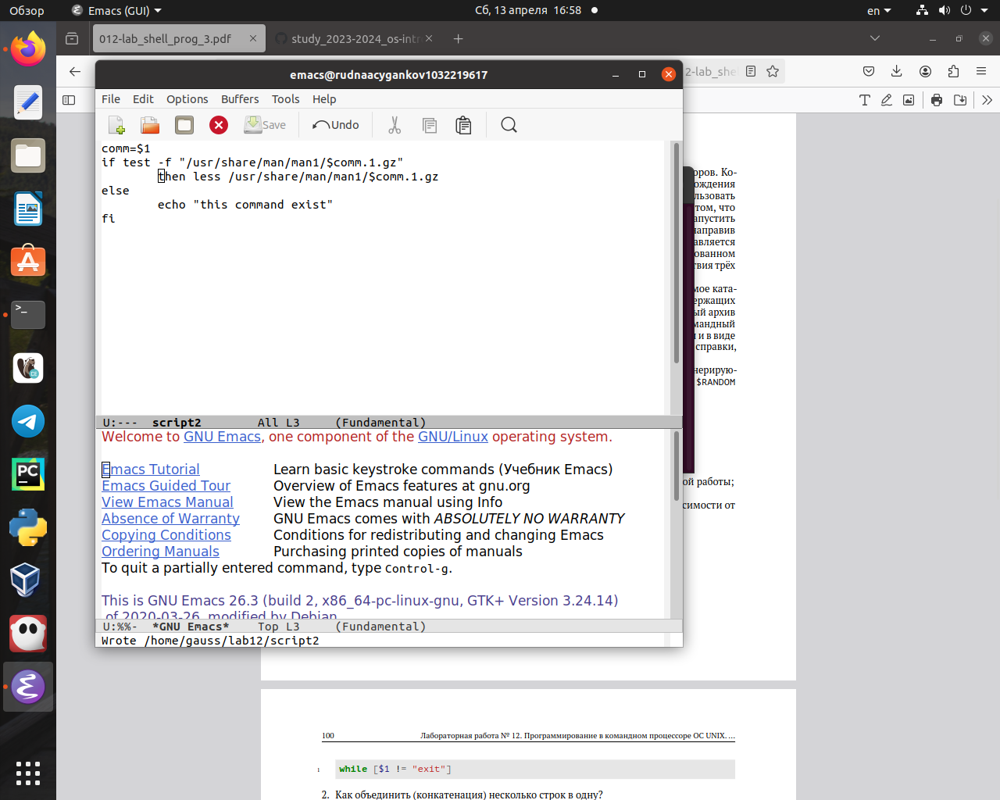 Обзор
Emacs (GUI)
Сб, 13 апреля 16:58
en
012-lab_shell_prog_3.pdf
study_2023-2024_os-intr
2-lab_shel
emacs@rudnaacygankov1032219617
File Edit Options Buffers Tools Help
Save
Undo
comm=$1
if test -f "/usr/share/man/man1/$comm.1.gz"
then less /usr/share/man/man1/$comm.1.gz
else
echo "this command exist"
fi
U:--- script2 All L3 (Fundamental)
Welcome to GNU Emacs, one component of the GNU/Linux operating system.
Emacs Tutorial Learn basic keystroke commands (Учебник Emacs)
Emacs Guided Tour Overview of Emacs features at gnu.org
View Emacs Manual View the Emacs manual using Info
Absence of Warranty GNU Emacs comes with ABSOLUTELY NO WARRANTY
Copying Conditions Conditions for redistributing and changing Emacs
Ordering Manuals Purchasing printed copies of manuals
To quit a partially entered command, type Control-g.
This is GNU Emacs 26.3 (build 2, x86_64-pc-linux-gnu, GTK+ Version 3.24.14)
of 2020-03-26, modified by Debian
U:%%- *GNU Emacs* Top L3 (Fundamental)
Wrote /home/gauss/lab12/script2
оров. Ко-
ождения
льзовать
том, что
апустить
направив
авляется
ованном
твия трёх
мое ката-
ержащих
ый архив
мандный
и в виде
справки,
нерирую-
$RANDOM
ой работы;
симости от
100 Лабораторная работа № 12. Программирование в командном процессоре ОС UNIX. ...
1 while [$1 != "exit"]
2. Как объединить (конкатенация) несколько строк в одну?
PC
CE
>_